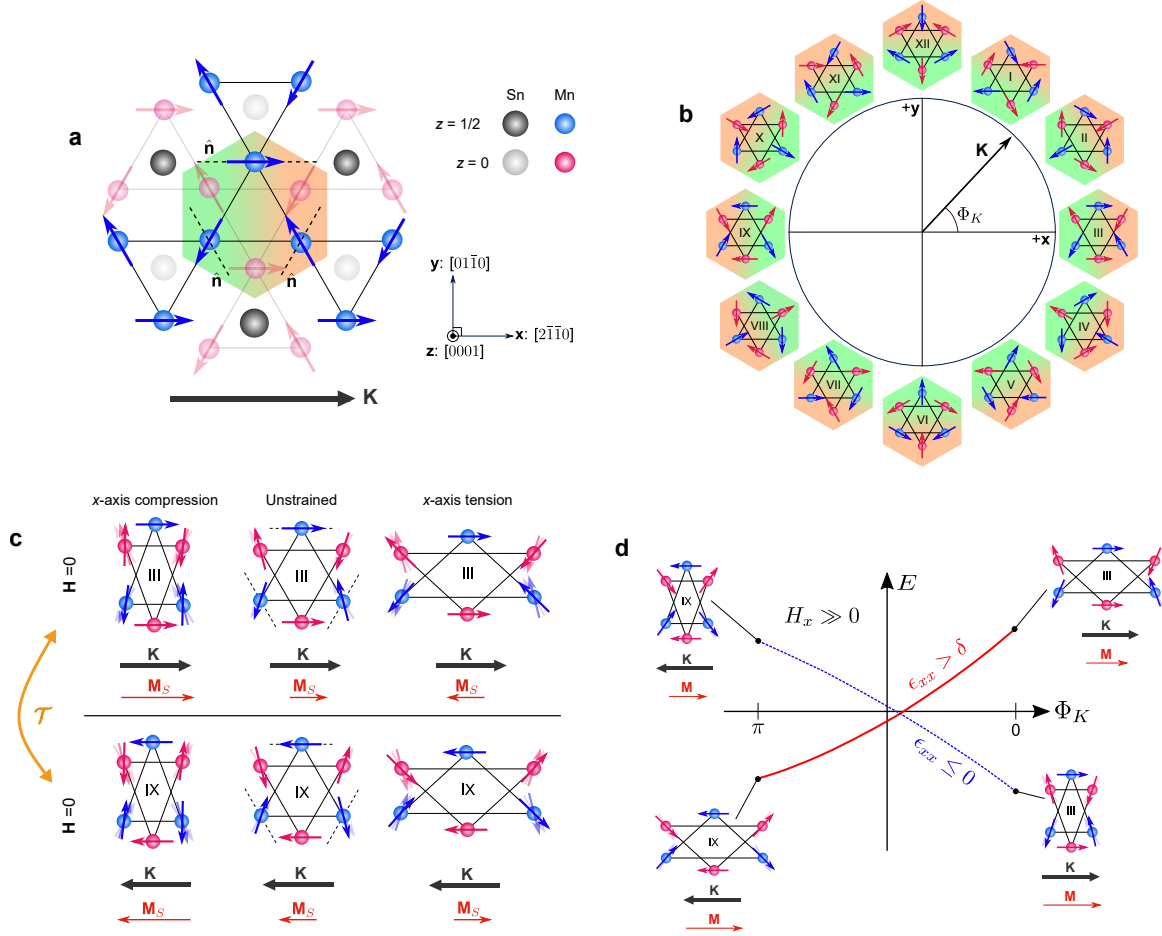 a
Sn
Mn
z = 1/2
z = 0
n̂
n̂
n̂
y: [011̄0]
x: [21̄1̄0]
z: [0001]
K
b
XII
XI
I
X
II
IX
III
VIII
IV
VII
V
VI
+y
K
Φ_K
+x
c
x-axis compression
Unstrained
x-axis tension
H =0
III
III
III
K
K
K
M_S
M_S
M_S
𝒯
H =0
IX
IX
IX
K
K
K
M_S
M_S
M_S
d
E
H_x ≫ 0
IX
K
M
III
K
M
ϵ_xx > δ
Φ_K
π
0
ϵ_xx ≤ 0
IX
K
M
III
K
M